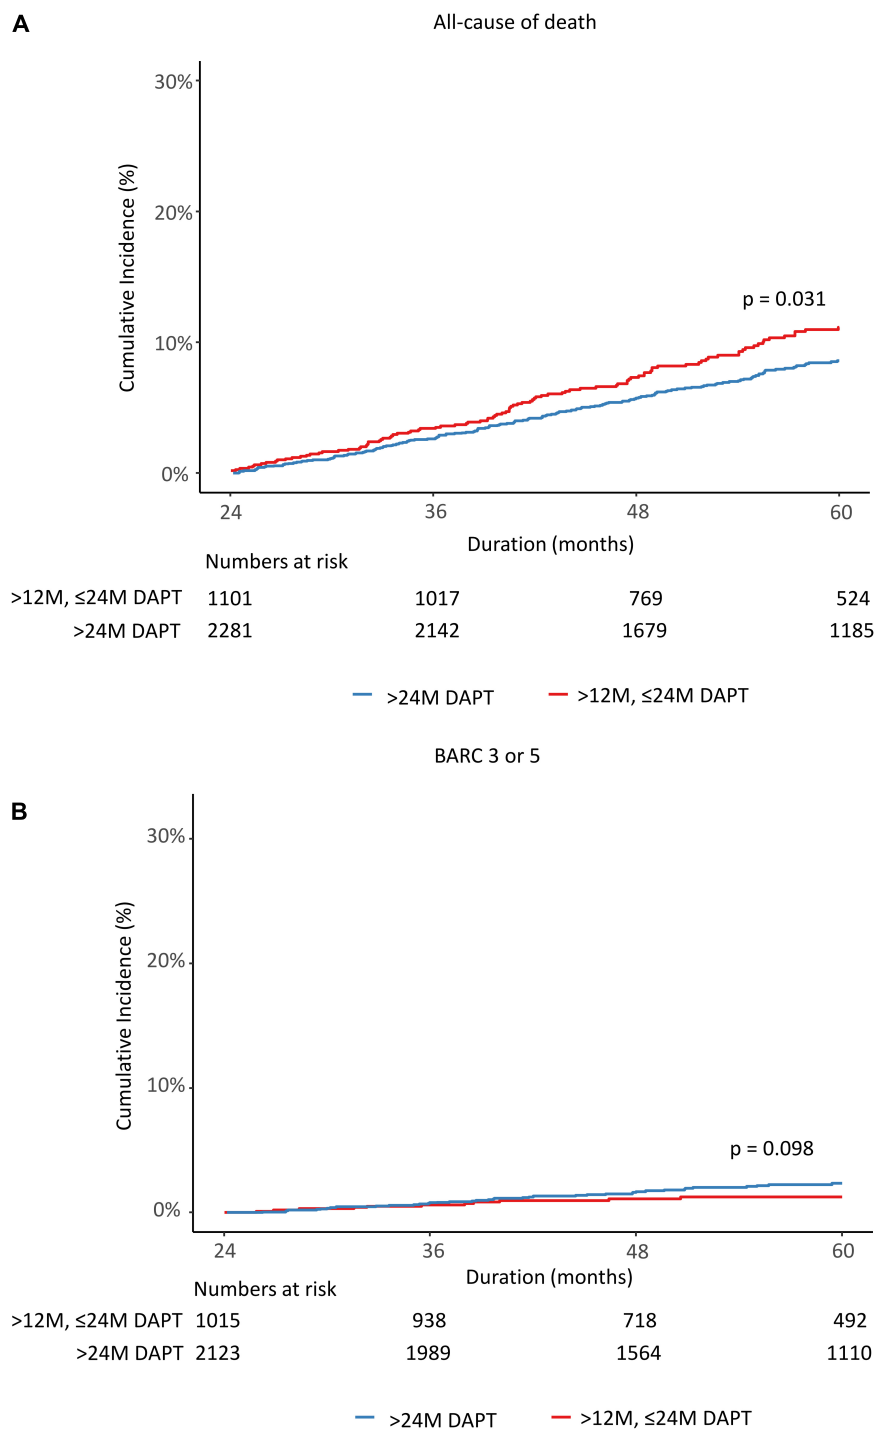 A
All-cause of death
30%
20%
10%
0%
Cumulative Incidence (%)
p = 0.031
24 36 48 60
Duration (months)
Numbers at risk
>12M, ≤24M DAPT 1101 1017 769 524
>24M DAPT 2281 2142 1679 1185
>24M DAPT >12M, ≤24M DAPT
BARC 3 or 5
B
30%
20%
10%
0%
Cumulative Incidence (%)
p = 0.098
24 36 48 60
Duration (months)
Numbers at risk
>12M, ≤24M DAPT 1015 938 718 492
>24M DAPT 2123 1989 1564 1110
>24M DAPT >12M, ≤24M DAPT